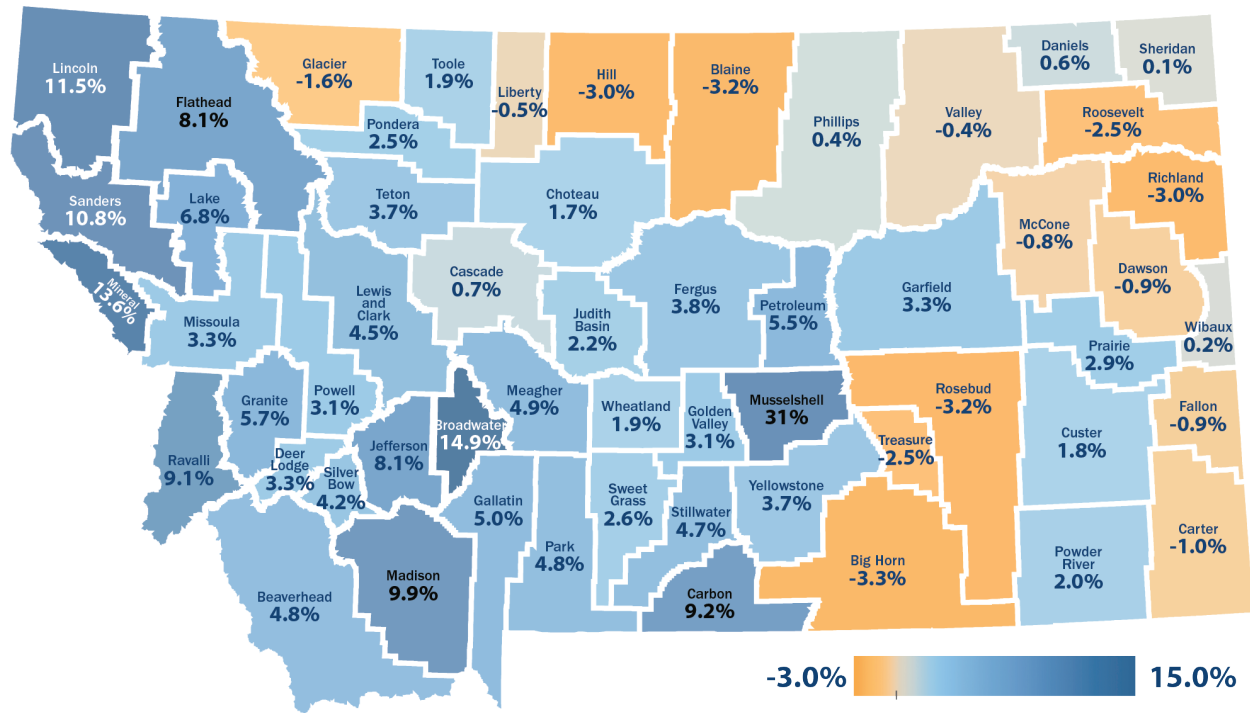 Lincoln
11.5%
Flathead
8.1%
Glacier
-1.6%
Toole
1.9%
Liberty
-0.5%
Hill
-3.0%
Blaine
-3.2%
Phillips
0.4%
Valley
-0.4%
Daniels
0.6%
Sheridan
0.1%
Roosevelt
-2.5%
Richland
-3.0%
Pondera
2.5%
Teton
3.7%
Choteau
1.7%
Sanders
10.8%
Lake
6.8%
McCone
-0.8%
Dawson
-0.9%
Mineral
13.6%
Missoula
3.3%
Lewis
and
Clark
4.5%
Cascade
0.7%
Judith
Basin
2.2%
Fergus
3.8%
Petroleum
5.5%
Garfield
3.3%
Wibaux
0.2%
Prairie
2.9%
Granite
5.7%
Powell
3.1%
Meagher
4.9%
Wheatland
1.9%
Golden
Valley
3.1%
Musselshell
31%
Rosebud
-3.2%
Fallon
-0.9%
Custer
1.8%
Treasure
-2.5%
Ravalli
9.1%
Deer
Lodge
3.3%
Silver
Bow
4.2%
Jefferson
8.1%
Broadwater
14.9%
Gallatin
5.0%
Park
4.8%
Sweet
Grass
2.6%
Stillwater
4.7%
Yellowstone
3.7%
Big Horn
-3.3%
Powder
River
2.0%
Carter
-1.0%
Beaverhead
4.8%
Madison
9.9%
Carbon
9.2%
-3.0%
15.0%